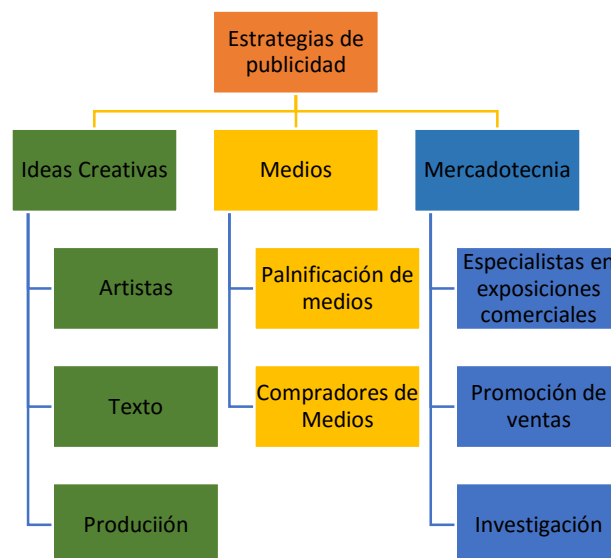 Estrategias de
publicidad
Ideas Creativas
Medios
Mercadotecnia
Artistas
Palnificación de
medios
Especialistas en
exposiciones
comerciales
Texto
Compradores de
Medios
Promoción de
ventas
Produciión
Investigación